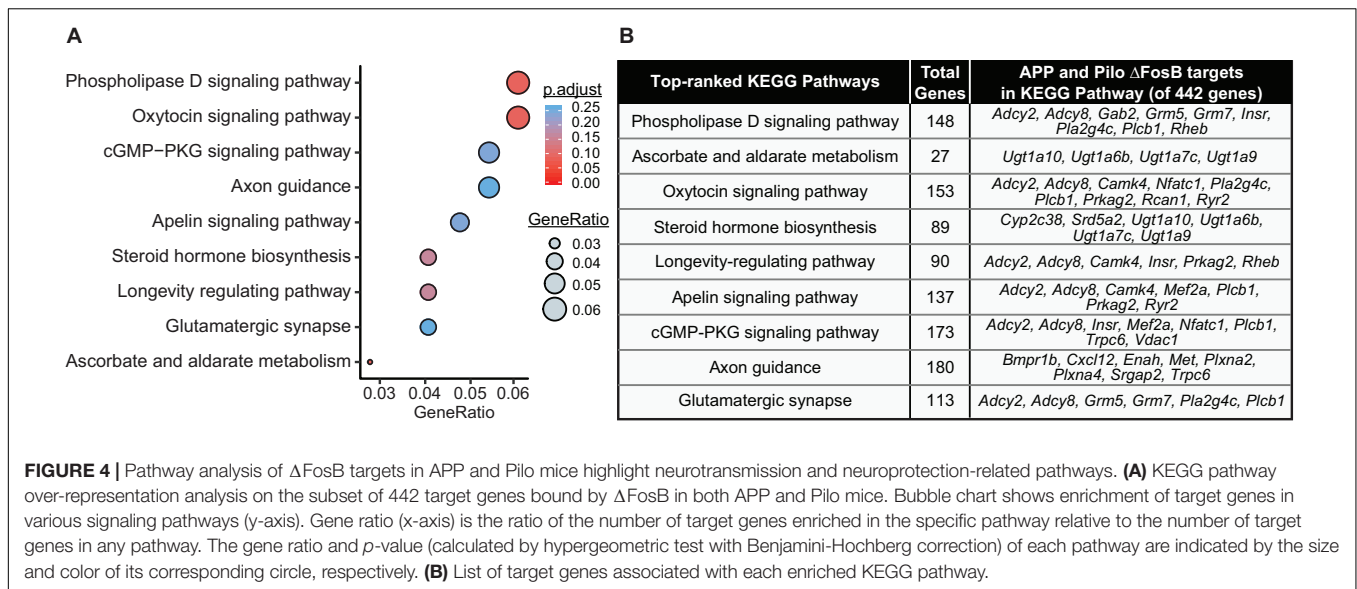 A
Phospholipase D signaling pathway
Oxytocin signaling pathway
cGMP−PKG signaling pathway
Axon guidance
Apelin signaling pathway
Steroid hormone biosynthesis
Longevity regulating pathway
Glutamatergic synapse
Ascorbate and aldarate metabolism
0.03 0.04 0.05 0.06
GeneRatio
p.adjust
0.25
0.20
0.15
0.10
0.05
0.00
GeneRatio
0.03
0.04
0.05
0.06
B
Top-ranked KEGG Pathways
Total
Genes
APP and Pilo ΔFosB targets
in KEGG Pathway (of 442 genes)
Phospholipase D signaling pathway
148
Adcy2, Adcy8, Gab2, Grm5, Grm7, Insr,
Pla2g4c, Plcb1, Rheb
Ascorbate and aldarate metabolism
27
Ugt1a10, Ugt1a6b, Ugt1a7c, Ugt1a9
Oxytocin signaling pathway
153
Adcy2, Adcy8, Camk4, Nfatc1, Pla2g4c,
Plcb1, Prkag2, Rcan1, Ryr2
Steroid hormone biosynthesis
89
Cyp2c38, Srd5a2, Ugt1a10, Ugt1a6b,
Ugt1a7c, Ugt1a9
Longevity-regulating pathway
90
Adcy2, Adcy8, Camk4, Insr, Prkag2, Rheb
Apelin signaling pathway
137
Adcy2, Adcy8, Camk4, Mef2a, Plcb1,
Prkag2, Ryr2
cGMP-PKG signaling pathway
173
Adcy2, Adcy8, Insr, Mef2a, Nfatc1, Plcb1,
Trpc6, Vdac1
Axon guidance
180
Bmpr1b, Cxcl12, Enah, Met, Plxna2,
Plxna4, Srgap2, Trpc6
Glutamatergic synapse
113
Adcy2, Adcy8, Grm5, Grm7, Pla2g4c, Plcb1
FIGURE 4 | Pathway analysis of ΔFosB targets in APP and Pilo mice highlight neurotransmission and neuroprotection-related pathways. (A) KEGG pathway
over-representation analysis on the subset of 442 target genes bound by ΔFosB in both APP and Pilo mice. Bubble chart shows enrichment of target genes in
various signaling pathways (y-axis). Gene ratio (x-axis) is the ratio of the number of target genes enriched in the specific pathway relative to the number of target
genes in any pathway. The gene ratio and p-value (calculated by hypergeometric test with Benjamini-Hochberg correction) of each pathway are indicated by the size
and color of its corresponding circle, respectively. (B) List of target genes associated with each enriched KEGG pathway.